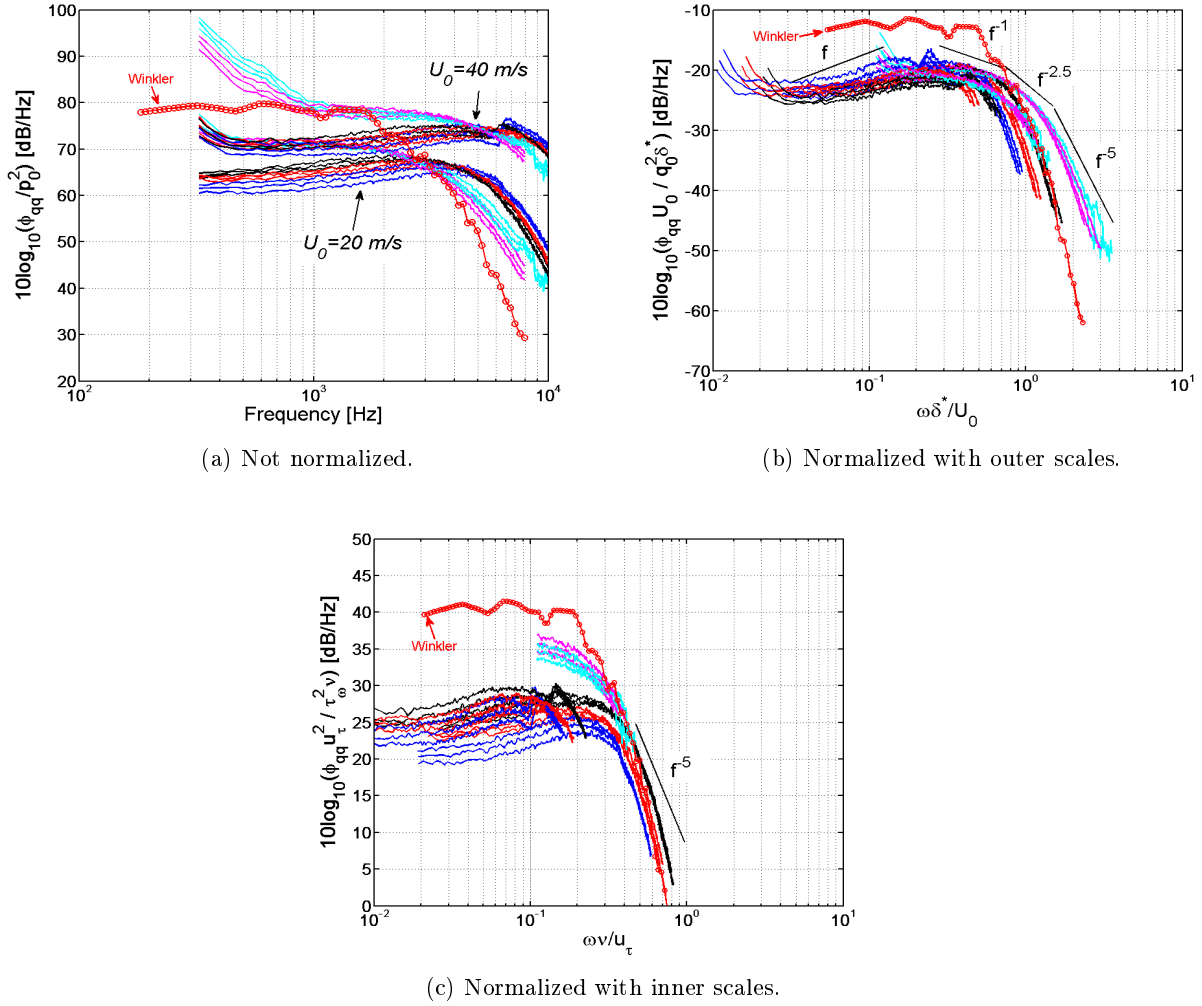 10log₁₀(ϕqq/p₀²) [dB/Hz]
100
90
80
70
60
50
40
30
20
Winkler
U₀=40 m/s
U₀=20 m/s
10² 10³ 10⁴
Frequency [Hz]
(a) Not normalized.
10log₁₀(ϕqqU₀ / q₀²δ*) [dB/Hz]
-10
-20
-30
-40
-50
-60
-70
Winkler
f
f⁻¹
f⁻²·⁵
f⁻⁵
10⁻² 10⁻¹ 10⁰ 10¹
ωδ*/U₀
(b) Normalized with outer scales.
10log₁₀(ϕqquτ² / τω²ν) [dB/Hz]
50
45
40
35
30
25
20
15
10
5
0
Winkler
f⁻⁵
10⁻² 10⁻¹ 10⁰ 10¹
ων/uτ
(c) Normalized with inner scales.